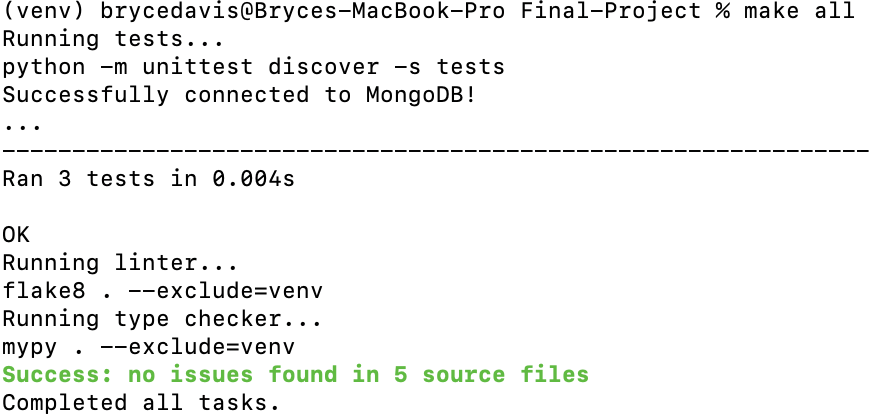 (venv) brycedavis@Bryces-MacBook-Pro Final-Project % make all
Running tests...
python -m unittest discover -s tests
Successfully connected to MongoDB!
...
----------------------------------------------------------------------
Ran 3 tests in 0.004s

OK
Running linter...
flake8 . --exclude=venv
Running type checker...
mypy . --exclude=venv
Success: no issues found in 5 source files
Completed all tasks.